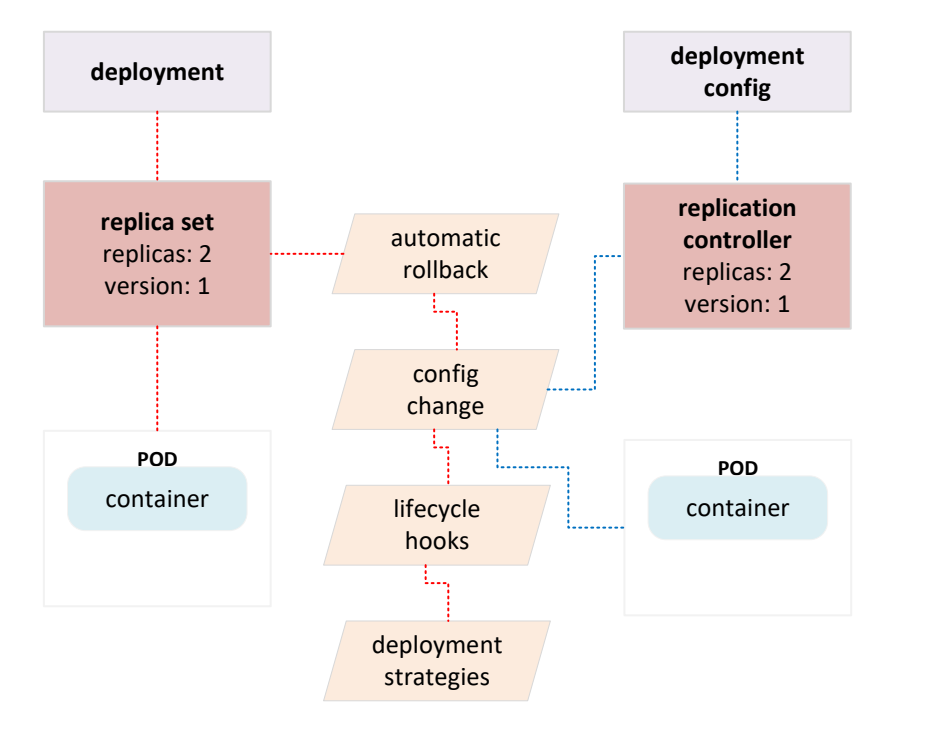 deployment
deployment
config
replica set
replicas: 2
version: 1
automatic
rollback
replication
controller
replicas: 2
version: 1
config
change
POD
container
lifecycle
hooks
POD
container
deployment
strategies